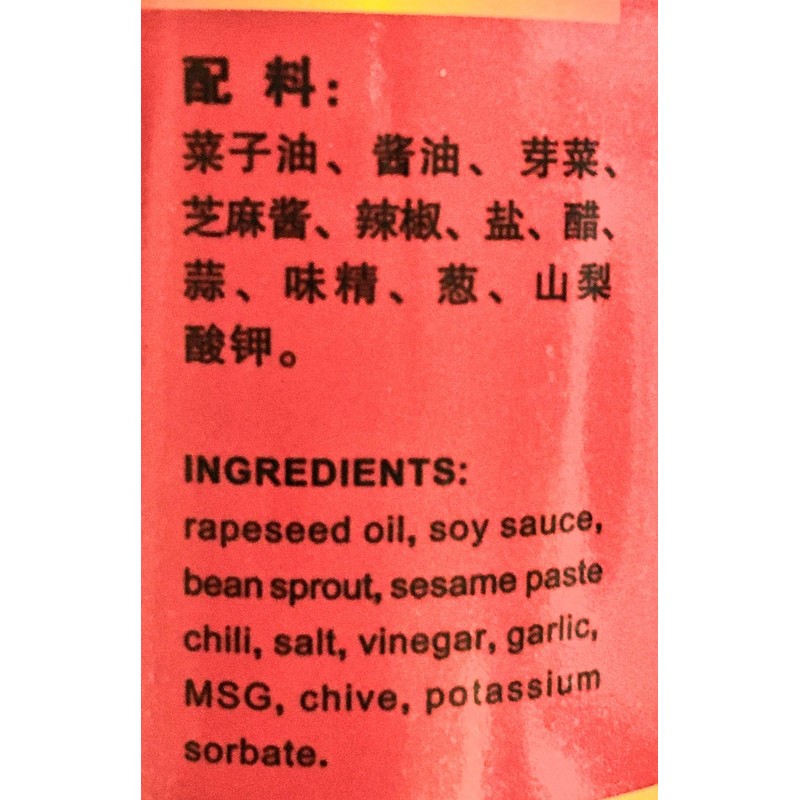 配料:
菜子油、酱油、芽菜、
芝麻酱、辣椒、盐、醋、
蒜、味精、葱、山梨
酸钾。
INGREDIENTS:
rapeseed oil, soy sauce,
bean sprout, sesame paste
chili, salt, vinegar, garlic,
MSG, chive, potassium
sorbate.